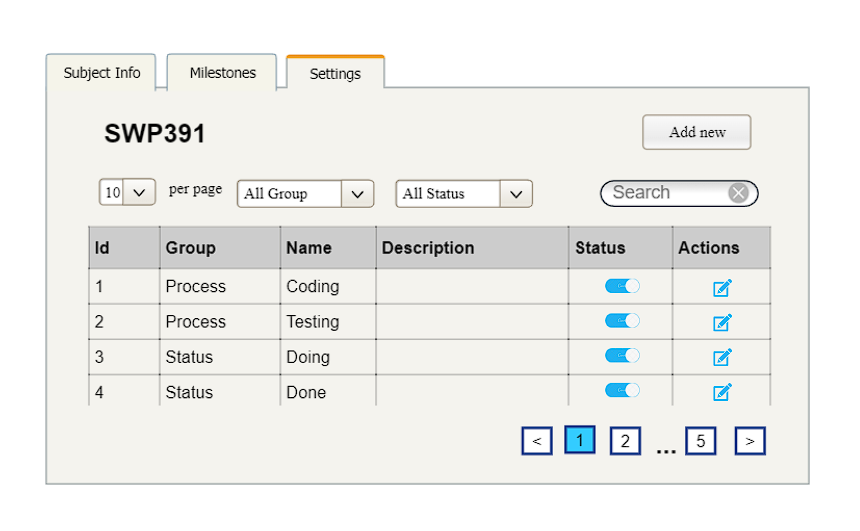 Subject Info Milestones Settings
SWP391
Add new
10 per page All Group All Status Search
Id Group Name Description Status Actions
1 Process Coding
2 Process Testing
3 Status Doing
4 Status Done
< 1 2 ... 5 >